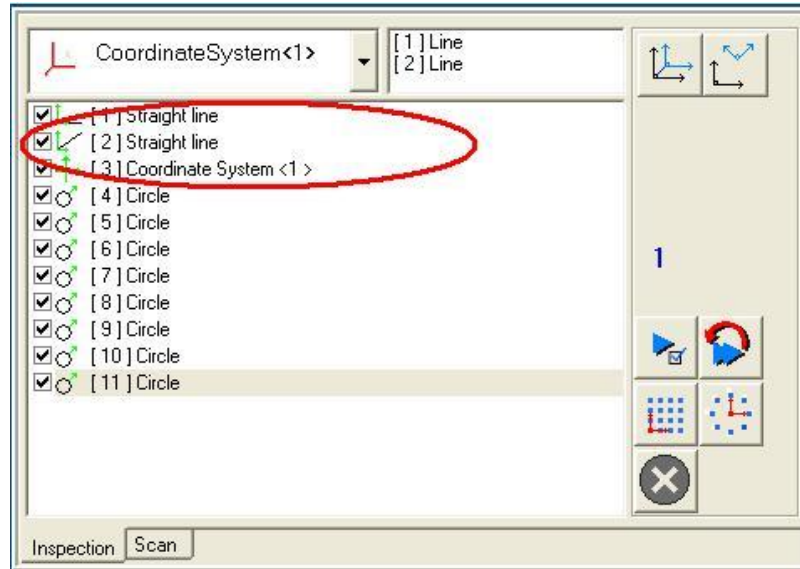 CoordinateSystem<1>
[ 1 ] Line
[ 2 ] Line
[ 1 ] Straight line
[ 2 ] Straight line
[ 3 ] Coordinate System <1 >
[ 4 ] Circle
[ 5 ] Circle
[ 6 ] Circle
[ 7 ] Circle
[ 8 ] Circle
[ 9 ] Circle
[ 10 ] Circle
[ 11 ] Circle
1
Inspection Scan